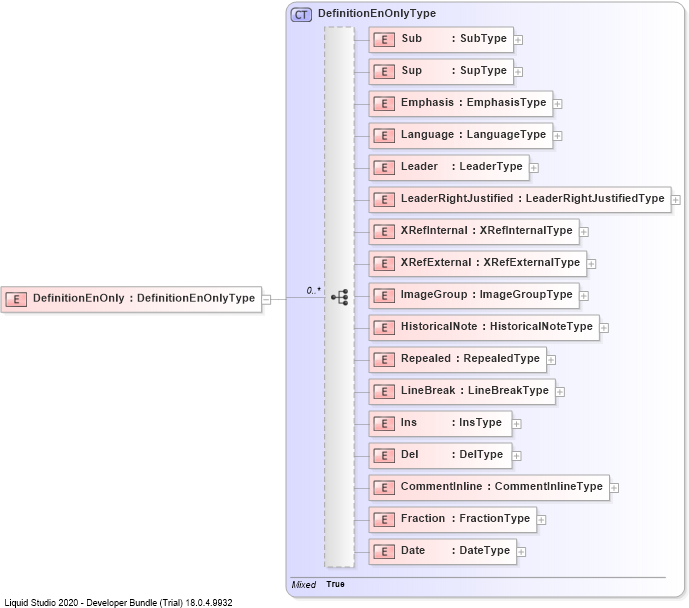 CT DefinitionEnOnlyType
E Sub : SubType
E Sup : SupType
E Emphasis : EmphasisType
E Language : LanguageType
E Leader : LeaderType
E LeaderRightJustified : LeaderRightJustifiedType
E XRefInternal : XRefInternalType
E XRefExternal : XRefExternalType
E DefinitionEnOnly : DefinitionEnOnlyType
0..*
E ImageGroup : ImageGroupType
E HistoricalNote : HistoricalNoteType
E Repealed : RepealedType
E LineBreak : LineBreakType
E Ins : InsType
E Del : DelType
E CommentInline : CommentInlineType
E Fraction : FractionType
E Date : DateType
Mixed True
Liquid Studio 2020 - Developer Bundle (Trial) 18.0.4.9932